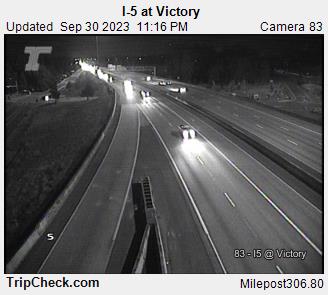 I-5 at Victory
Updated Sep 30 2023 11:16 PM Camera 83
T
S
83 - I5 @ Victory
TripCheck.com Milepost306.80